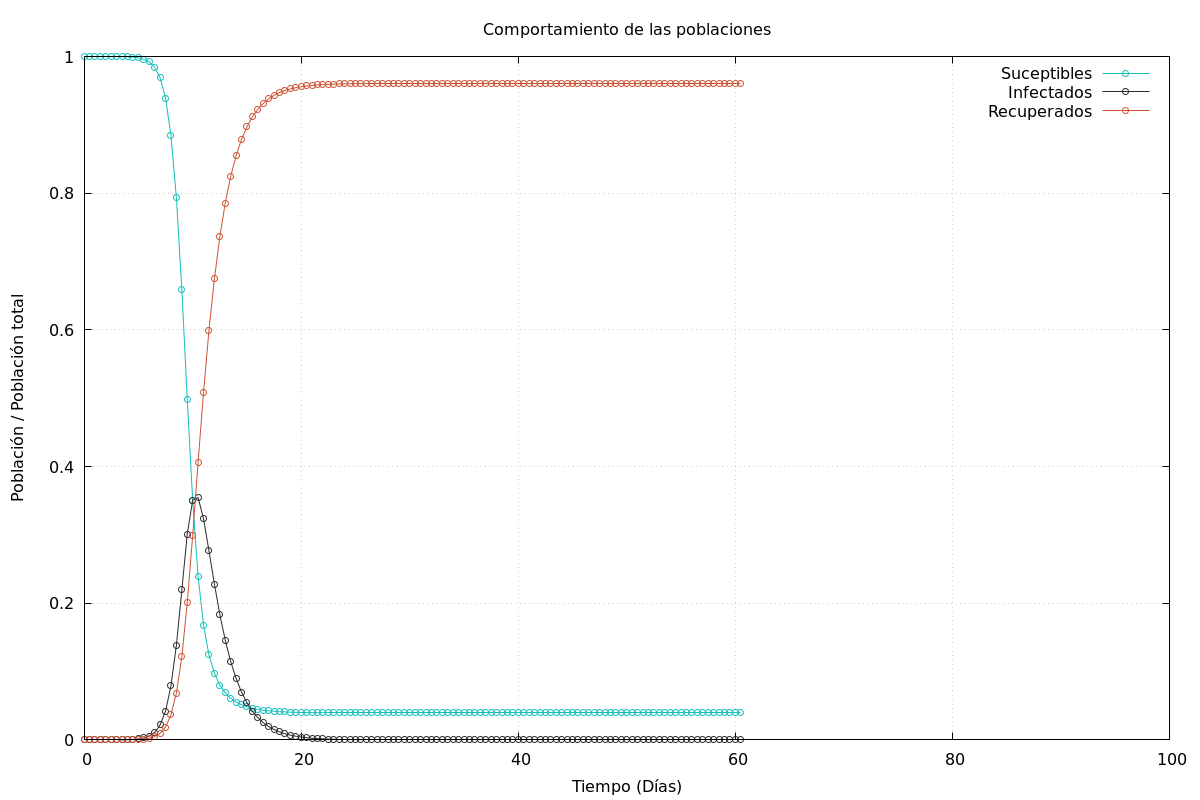 Comportamiento de las poblaciones
Suceptibles
Infectados
Recuperados
1
0.8
0.6
0.4
0.2
0
Población / Población total
0 20 40 60 80 100
Tiempo (Días)